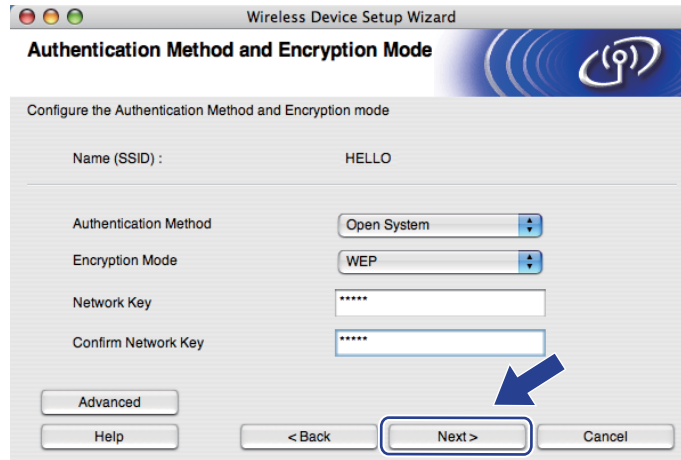 Wireless Device Setup Wizard
Authentication Method and Encryption Mode
Configure the Authentication Method and Encryption mode
Name (SSID) : HELLO
Authentication Method Open System
Encryption Mode WEP
Network Key *****
Confirm Network Key *****
Advanced
Help < Back Next > Cancel